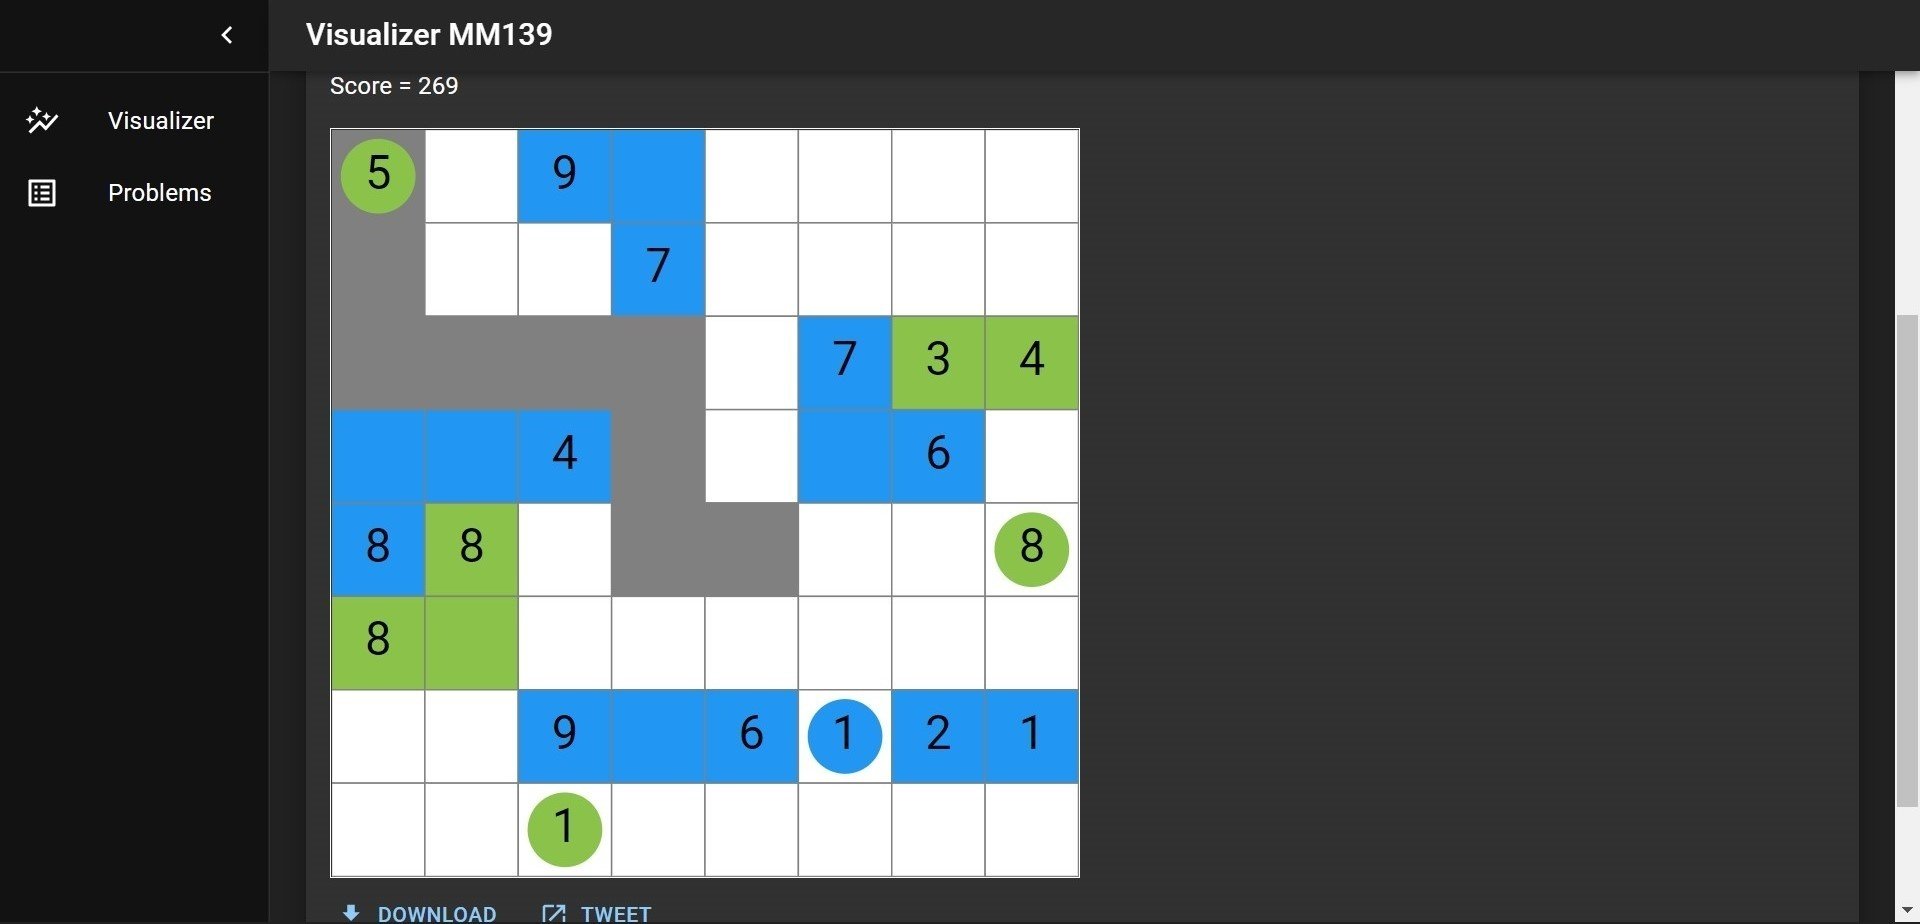 Visualizer MM139
Visualizer
Problems
Score = 269
5 9
7
7 3 4
4 6
8 8 8
8
9 6 1 2 1
1
DOWNLOAD TWEET